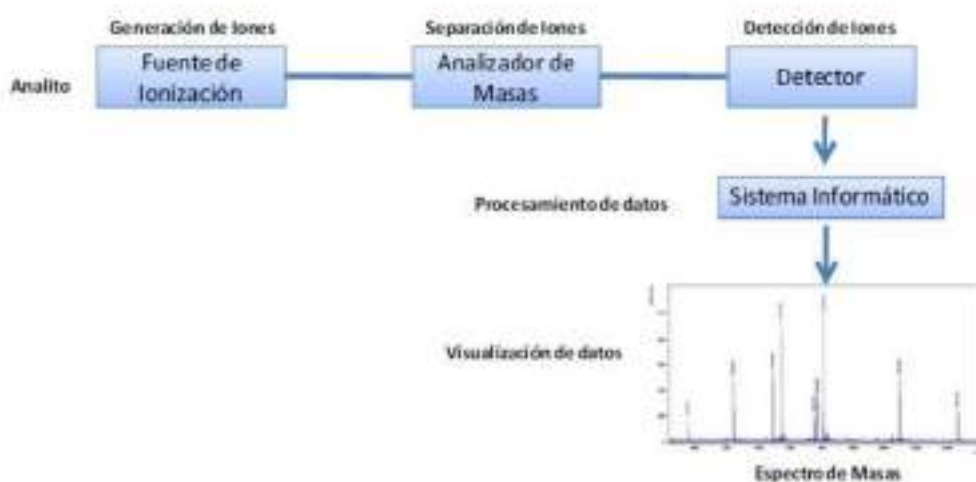 Generación de Iones
Separación de Iones
Detección de Iones
Analito
Fuente de
Ionización
Analizador de
Masas
Detector
Procesamiento de datos
Sistema Informático
Visualización de datos
Espectro de Masas